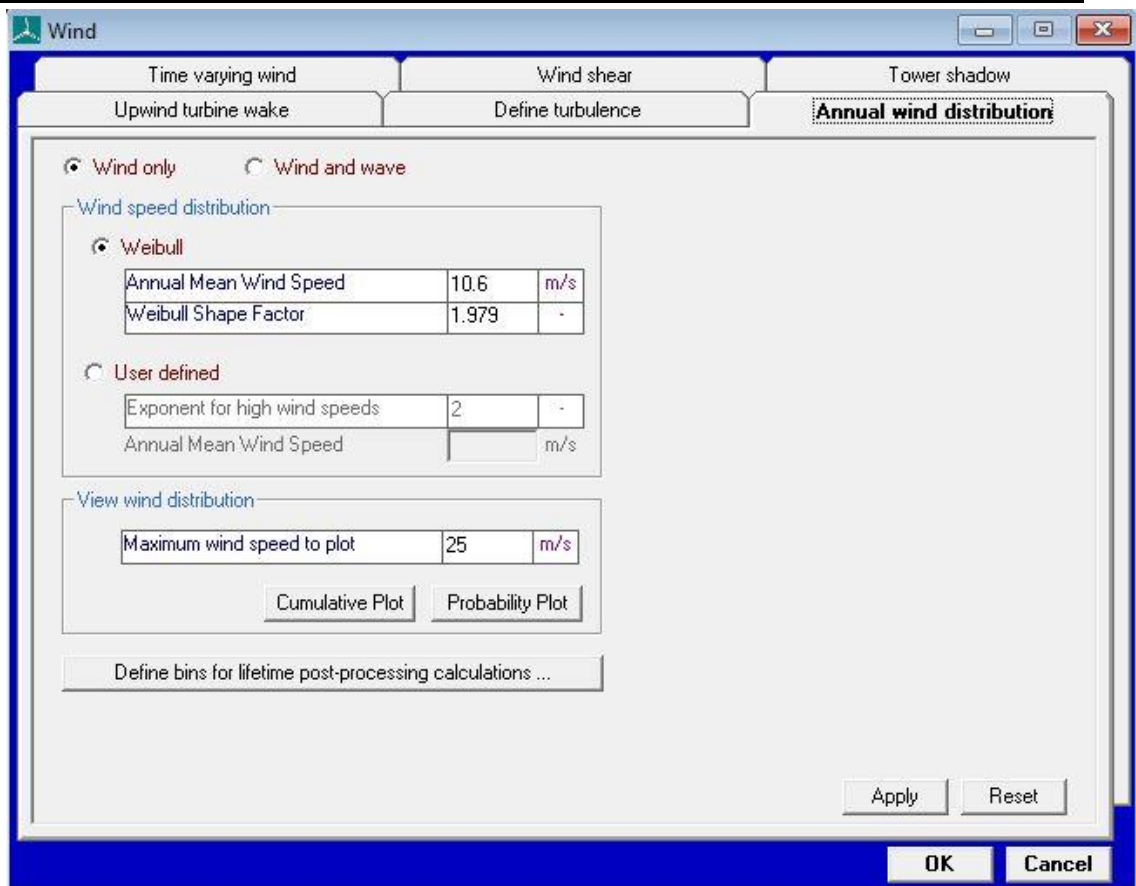 Wind
Time varying wind Wind shear Tower shadow
Upwind turbine wake Define turbulence Annual wind distribution
Wind only Wind and wave
Wind speed distribution
Weibull
Annual Mean Wind Speed 10.6 m/s
Weibull Shape Factor 1.979 -
User defined
Exponent for high wind speeds 2 -
Annual Mean Wind Speed m/s
View wind distribution
Maximum wind speed to plot 25 m/s
Cumulative Plot Probability Plot
Define bins for lifetime post-processing calculations ...
Apply Reset
OK Cancel